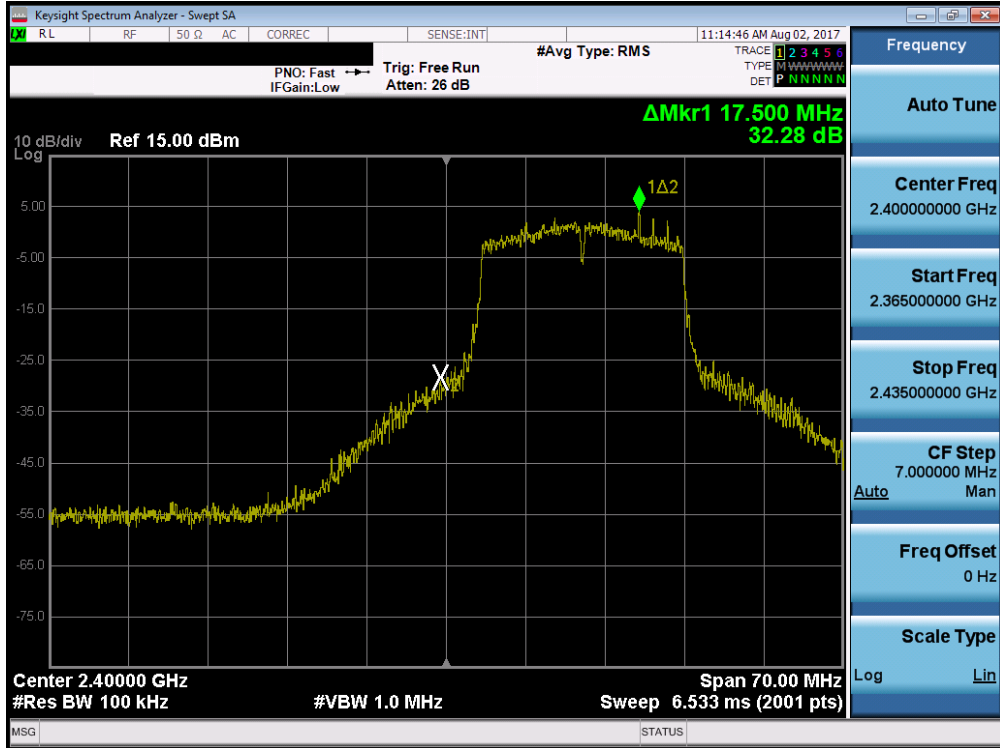 Keysight Spectrum Analyzer - Swept SA
LXI RL RF 50 Ω AC CORREC SENSE:INT 11:14:46 AM Aug 02, 2017
#Avg Type: RMS
TRACE 1 2 3 4 5 6
TYPE M WWWWW
DET P N N N N N
PNO: Fast
IFGain:Low
Trig: Free Run
Atten: 26 dB
ΔMkr1 17.500 MHz
32.28 dB
10 dB/div Ref 15.00 dBm
Log
5.00
-5.00
-15.0
-25.0
-35.0
-45.0
-55.0
-65.0
-75.0
1Δ2
X2
Center 2.40000 GHz Span 70.00 MHz
#Res BW 100 kHz #VBW 1.0 MHz Sweep 6.533 ms (2001 pts)
MSG STATUS
Frequency
Auto Tune
Center Freq
2.400000000 GHz
Start Freq
2.365000000 GHz
Stop Freq
2.435000000 GHz
CF Step
7.000000 MHz
Auto Man
Freq Offset
0 Hz
Scale Type
Log Lin